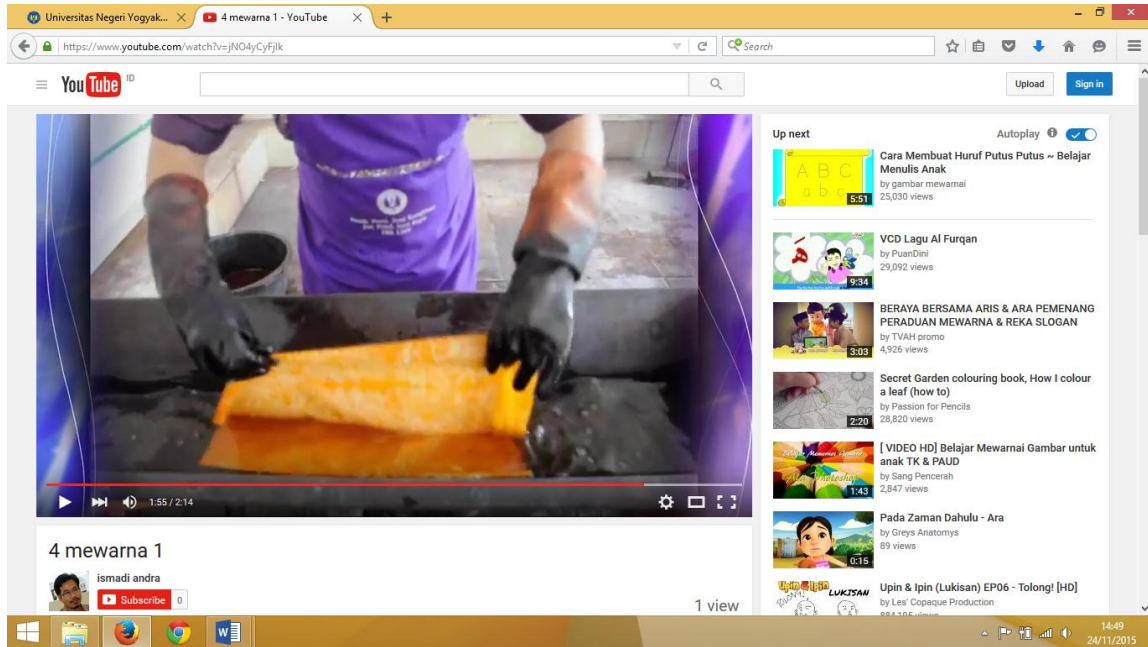 Universitas Negeri Yogyak...
4 mewarna 1 - YouTube
https://www.youtube.com/watch?v=jNO4yCyFjIk
Search
YouTube ID
Upload
Sign in
1:55 / 2:14
4 mewarna 1
ismadi andra
Subscribe 0
1 view
Up next
Autoplay
A B C
a b c
5:51
Cara Membuat Huruf Putus Putus ~ Belajar
Menulis Anak
by gambar mewarnai
25,030 views
9:34
VCD Lagu Al Furqan
by PuanDini
29,092 views
3:03
BERAYA BERSAMA ARIS & ARA PEMENANG
PERADUAN MEWARNA & REKA SLOGAN
by TVAH promo
4,926 views
2:20
Secret Garden colouring book, How I colour
a leaf (how to)
by Passion for Pencils
28,820 views
1:43
[ VIDEO HD] Belajar Mewarnai Gambar untuk
anak TK & PAUD
by Sang Pencerah
2,847 views
0:15
Pada Zaman Dahulu - Ara
by Greys Anatomys
89 views
Upin & Ipin
LUKISAN
Upin & Ipin (Lukisan) EP06 - Tolong! [HD]
by Les' Copaque Production
14:49
24/11/2015